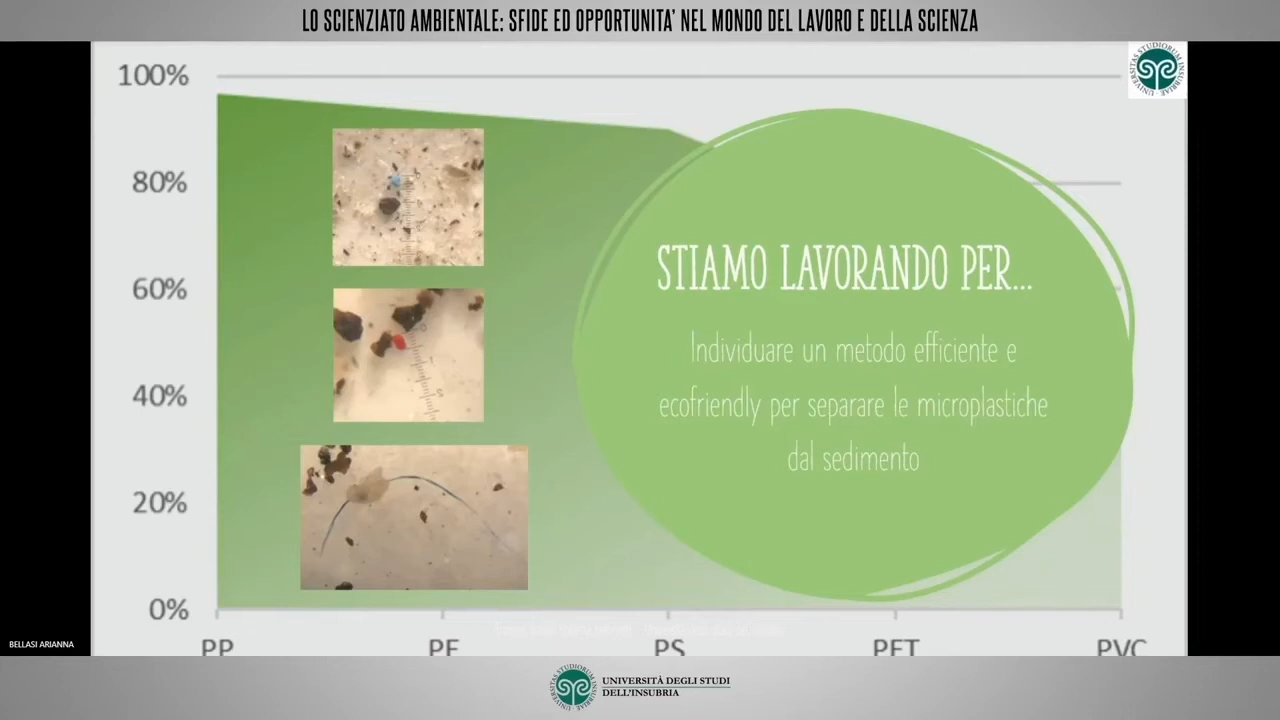 LO SCIENZIATO AMBIENTALE: SFIDE ED OPPORTUNITA' NEL MONDO DEL LAVORO E DELLA SCIENZA
100%
80%
60%
40%
20%
0%
STIAMO LAVORANDO PER...
Individuare un metodo efficiente e
ecofriendly per separare le microplastiche
dal sedimento
PP
PE
PS
PET
PVC
BELLASI ARIANNA
UNIVERSITÀ DEGLI STUDI
DELL'INSUBRIA